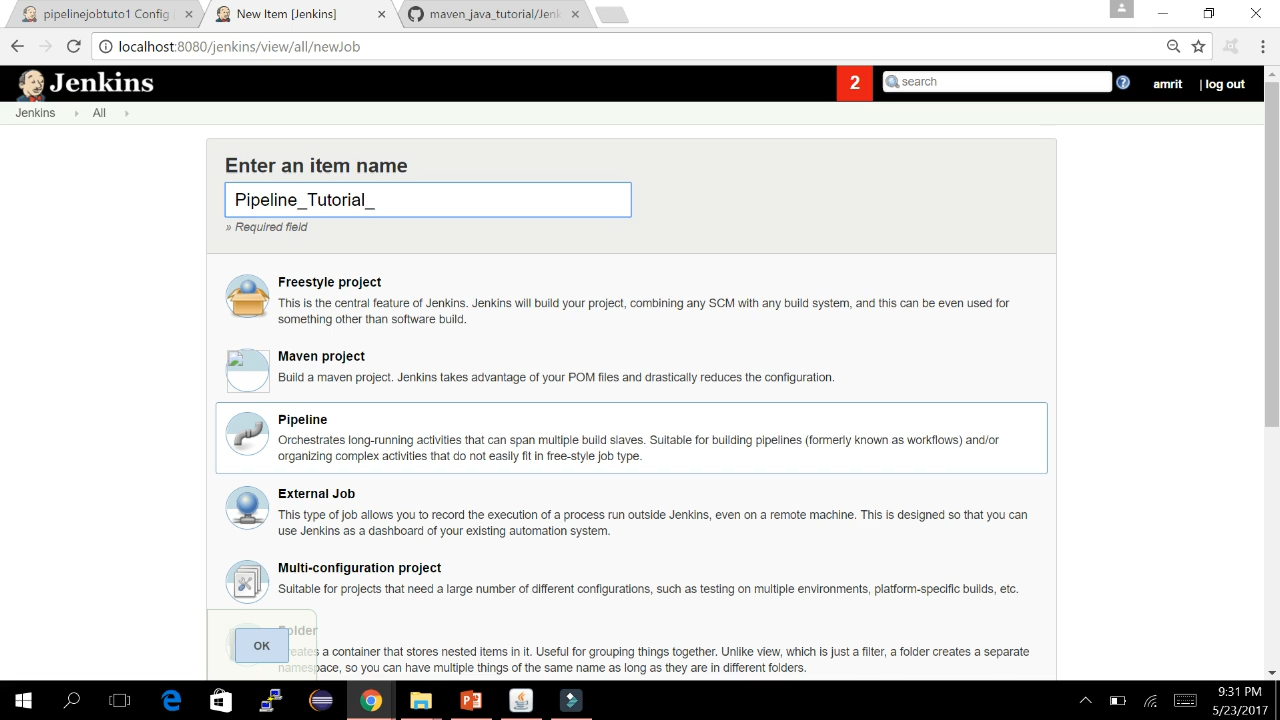 pipelinejobtuto1 Config
New Item [Jenkins]
maven_java_tutorial/Jenk
localhost:8080/jenkins/view/all/newJob
Jenkins
2
search
amrit
| log out
Jenkins
All
Enter an item name
Pipeline_Tutorial_
» Required field
Freestyle project
This is the central feature of Jenkins. Jenkins will build your project, combining any SCM with any build system, and this can be even used for
something other than software build.
Maven project
Build a maven project. Jenkins takes advantage of your POM files and drastically reduces the configuration.
Pipeline
Orchestrates long-running activities that can span multiple build slaves. Suitable for building pipelines (formerly known as workflows) and/or
organizing complex activities that do not easily fit in free-style job type.
External Job
This type of job allows you to record the execution of a process run outside Jenkins, even on a remote machine. This is designed so that you can
use Jenkins as a dashboard of your existing automation system.
Multi-configuration project
Suitable for projects that need a large number of different configurations, such as testing on multiple environments, platform-specific builds, etc.
Folder
OK
Creates a container that stores nested items in it. Useful for grouping things together. Unlike view, which is just a filter, a folder creates a separate
namespace, so you can have multiple things of the same name as long as they are in different folders.
9:31 PM
5/23/2017